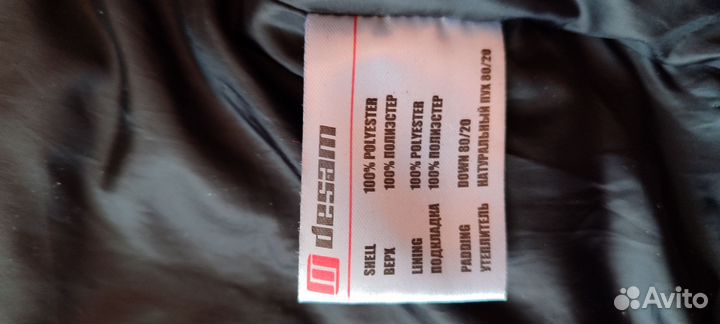 desam
SHELL 100% POLYESTER
ВЕРХ 100% ПОЛИЭСТЕР
LINING 100% POLYESTER
ПОДКЛАДКА 100% ПОЛИЭСТЕР
PADDING DOWN 80/20
УТЕПЛИТЕЛЬ НАТУРАЛЬНЫЙ ПУХ 80/20
Avito